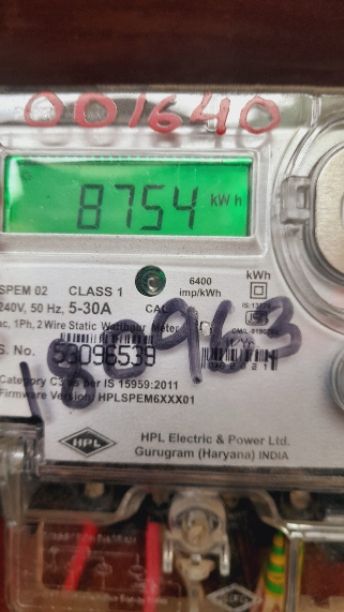 001640
8754 kWh
SPEM 02 CLASS 1 6400 imp/kWh kWh
240V, 50 Hz, 5-30A
ac, 1Ph, 2 Wire Static Watthour Meter
180963
S. No. 53096539
Category C3 as per IS 15959:2011
Firmware Version: HPLSPEM6XXX01
HPL
HPL Electric & Power Ltd.
Gurugram (Haryana) INDIA